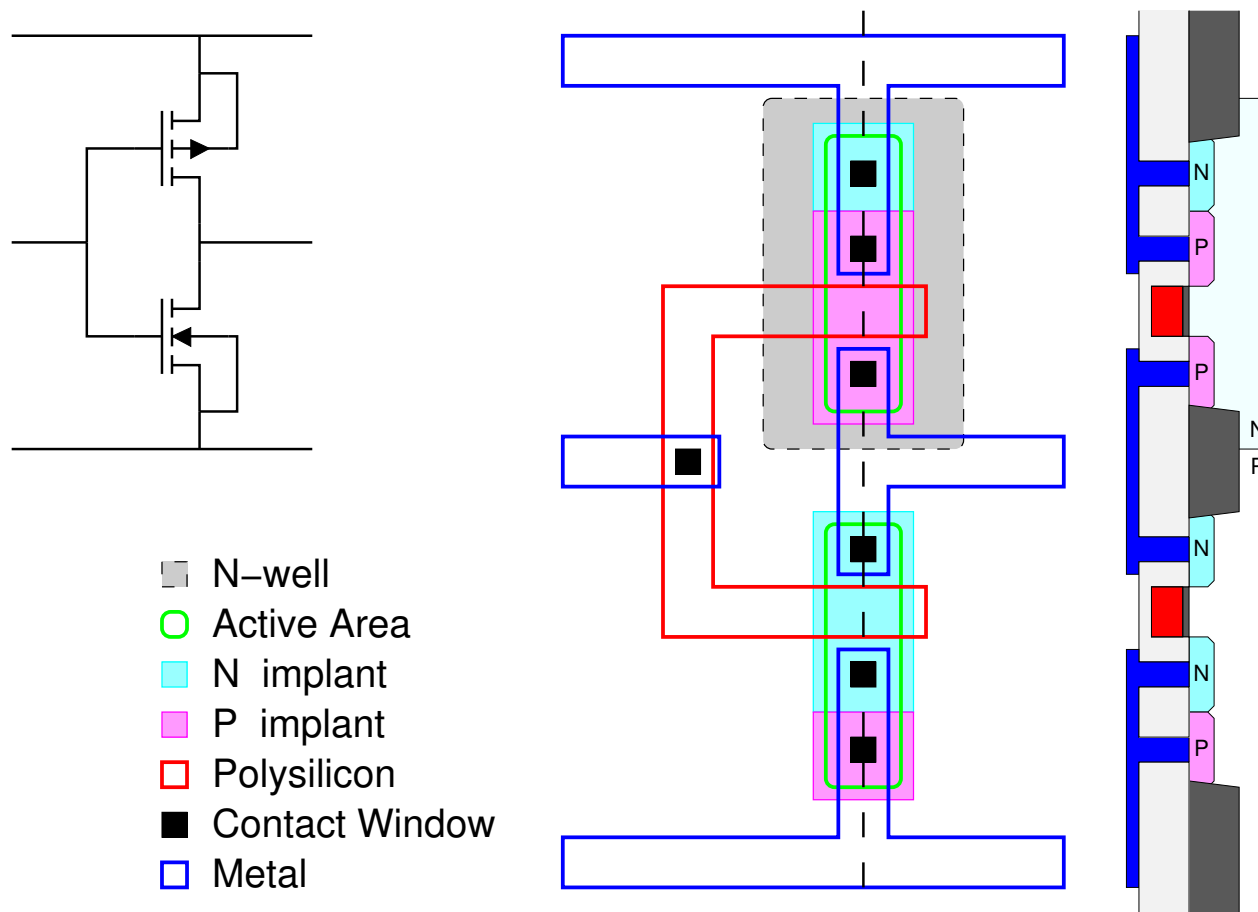 N–well
Active Area
N implant
P implant
Polysilicon
Contact Window
Metal
N
P
P
N
P
N
N
P